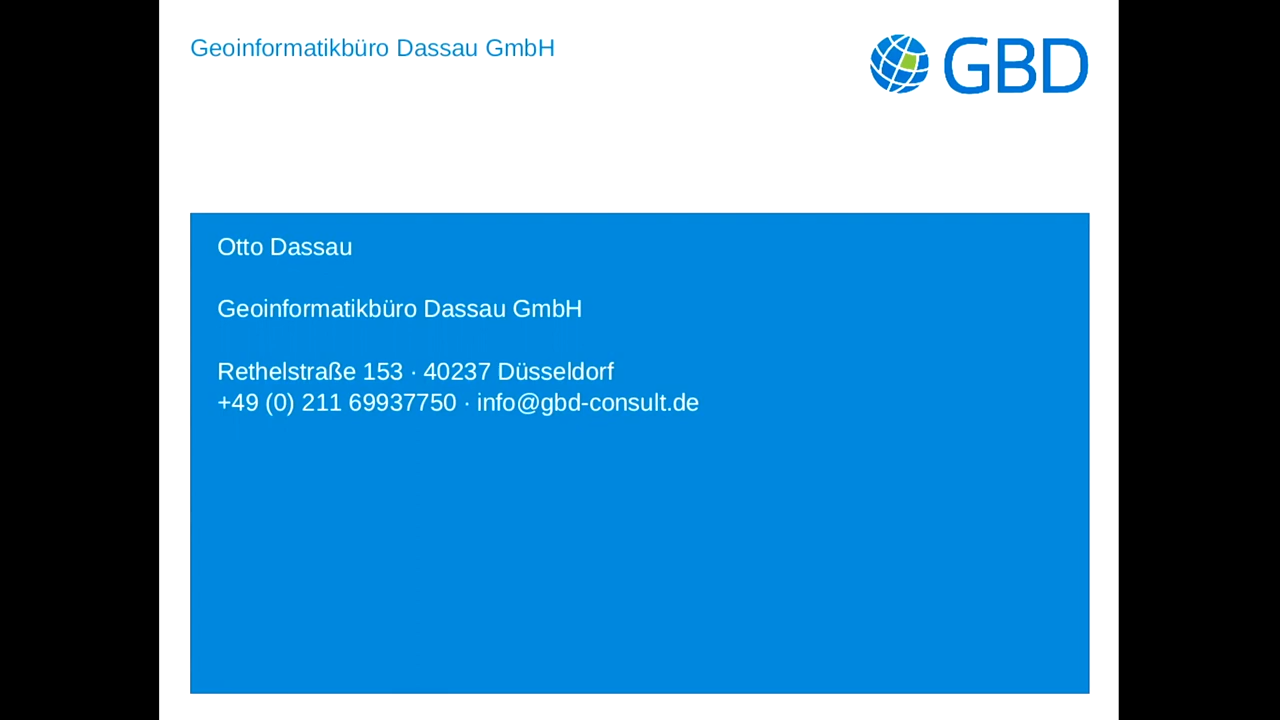 Geoinformatikbüro Dassau GmbH
GBD
Otto Dassau
Geoinformatikbüro Dassau GmbH
Rethelstraße 153 · 40237 Düsseldorf
+49 (0) 211 69937750 · info@gbd-consult.de